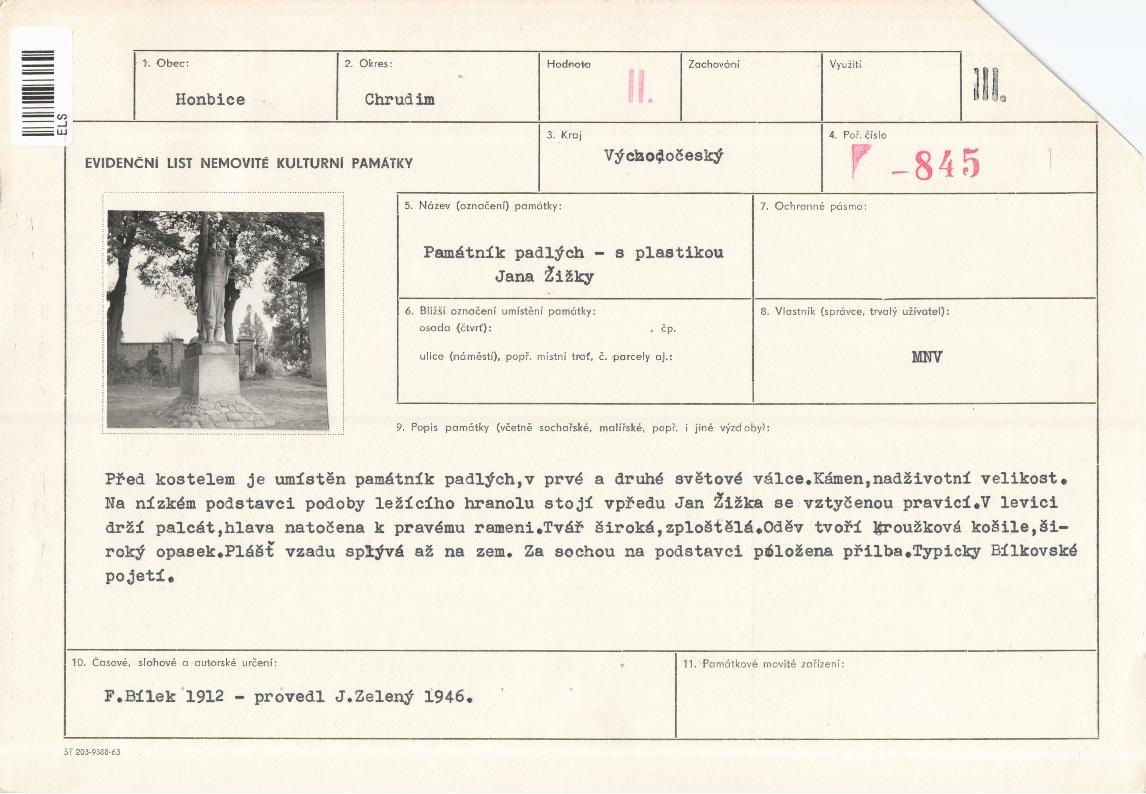 ELS
1. Obec:
Honbice
2. Okres:
Chrudim
Hodnota
II.
Zachování
Využití
III.
EVIDENČNÍ LIST NEMOVITÉ KULTURNÍ PAMÁTKY
3. Kraj
Východočeský
4. Poř. číslo
-845
5. Název (označení) památky:
Památník padlých - s plastikou
Jana Žižky
7. Ochranné pásmo:
6. Bližší označení umístění památky:
osada (čtvrť): čp.
ulice (náměstí), popř. místní trať, č. parcely aj.:
8. Vlastník (správce, trvalý uživatel):
MNV
9. Popis památky (včetně sochařské, malířské, popř. i jiné výzdoby):
Před kostelem je umístěn památník padlých,v prvé a druhé světové válce.Kámen,nadživotní velikost.
Na nízkém podstavci podoby ležícího hranolu stojí vpředu Jan Žižka se vztyčenou pravicí.V levici
drží palcát,hlava natočena k pravému rameni.Tvář široká,zploštělá.Oděv tvoří kroužková košile,ši-
roký opasek.Plášť vzadu splývá až na zem. Za sochou na podstavci položena přilba.Typicky Bílkovské
pojetí.
10. Časové, slohové a autorské určení:
F.Bílek 1912 - provedl J.Zelený 1946.
11. Památkové movité zařízení:
ST 203-9388-63